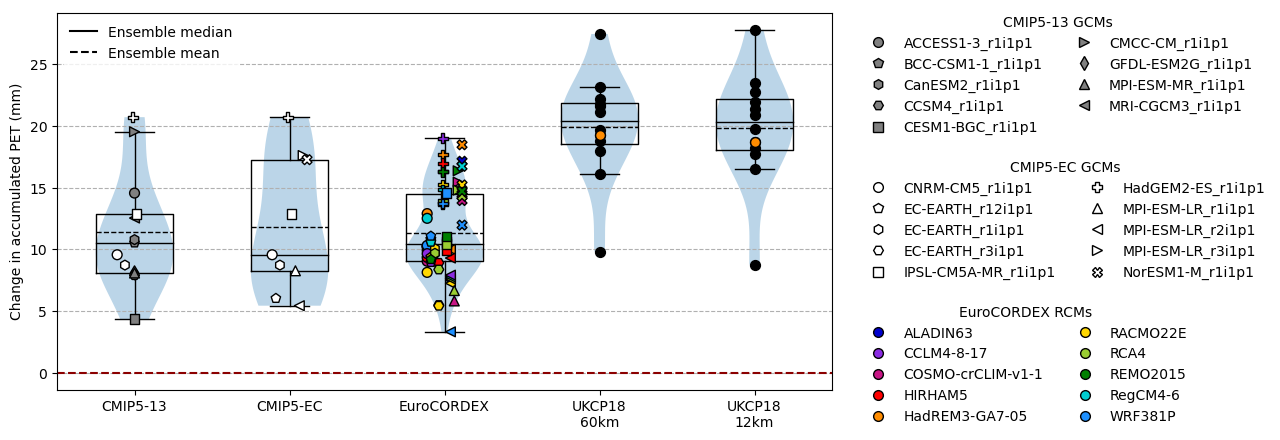 Change in accumulated PET (mm)
25
20
15
10
5
0
Ensemble median
Ensemble mean
CMIP5-13
CMIP5-EC
EuroCORDEX
UKCP18
60km
UKCP18
12km
CMIP5-13 GCMs
ACCESS1-3_r1i1p1
BCC-CSM1-1_r1i1p1
CanESM2_r1i1p1
CCSM4_r1i1p1
CESM1-BGC_r1i1p1
CMCC-CM_r1i1p1
GFDL-ESM2G_r1i1p1
MPI-ESM-MR_r1i1p1
MRI-CGCM3_r1i1p1
CMIP5-EC GCMs
CNRM-CM5_r1i1p1
EC-EARTH_r12i1p1
EC-EARTH_r1i1p1
EC-EARTH_r3i1p1
IPSL-CM5A-MR_r1i1p1
HadGEM2-ES_r1i1p1
MPI-ESM-LR_r1i1p1
MPI-ESM-LR_r2i1p1
MPI-ESM-LR_r3i1p1
NorESM1-M_r1i1p1
EuroCORDEX RCMs
ALADIN63
CCLM4-8-17
COSMO-crCLIM-v1-1
HIRHAM5
HadREM3-GA7-05
RACMO22E
RCA4
REMO2015
RegCM4-6
WRF381P